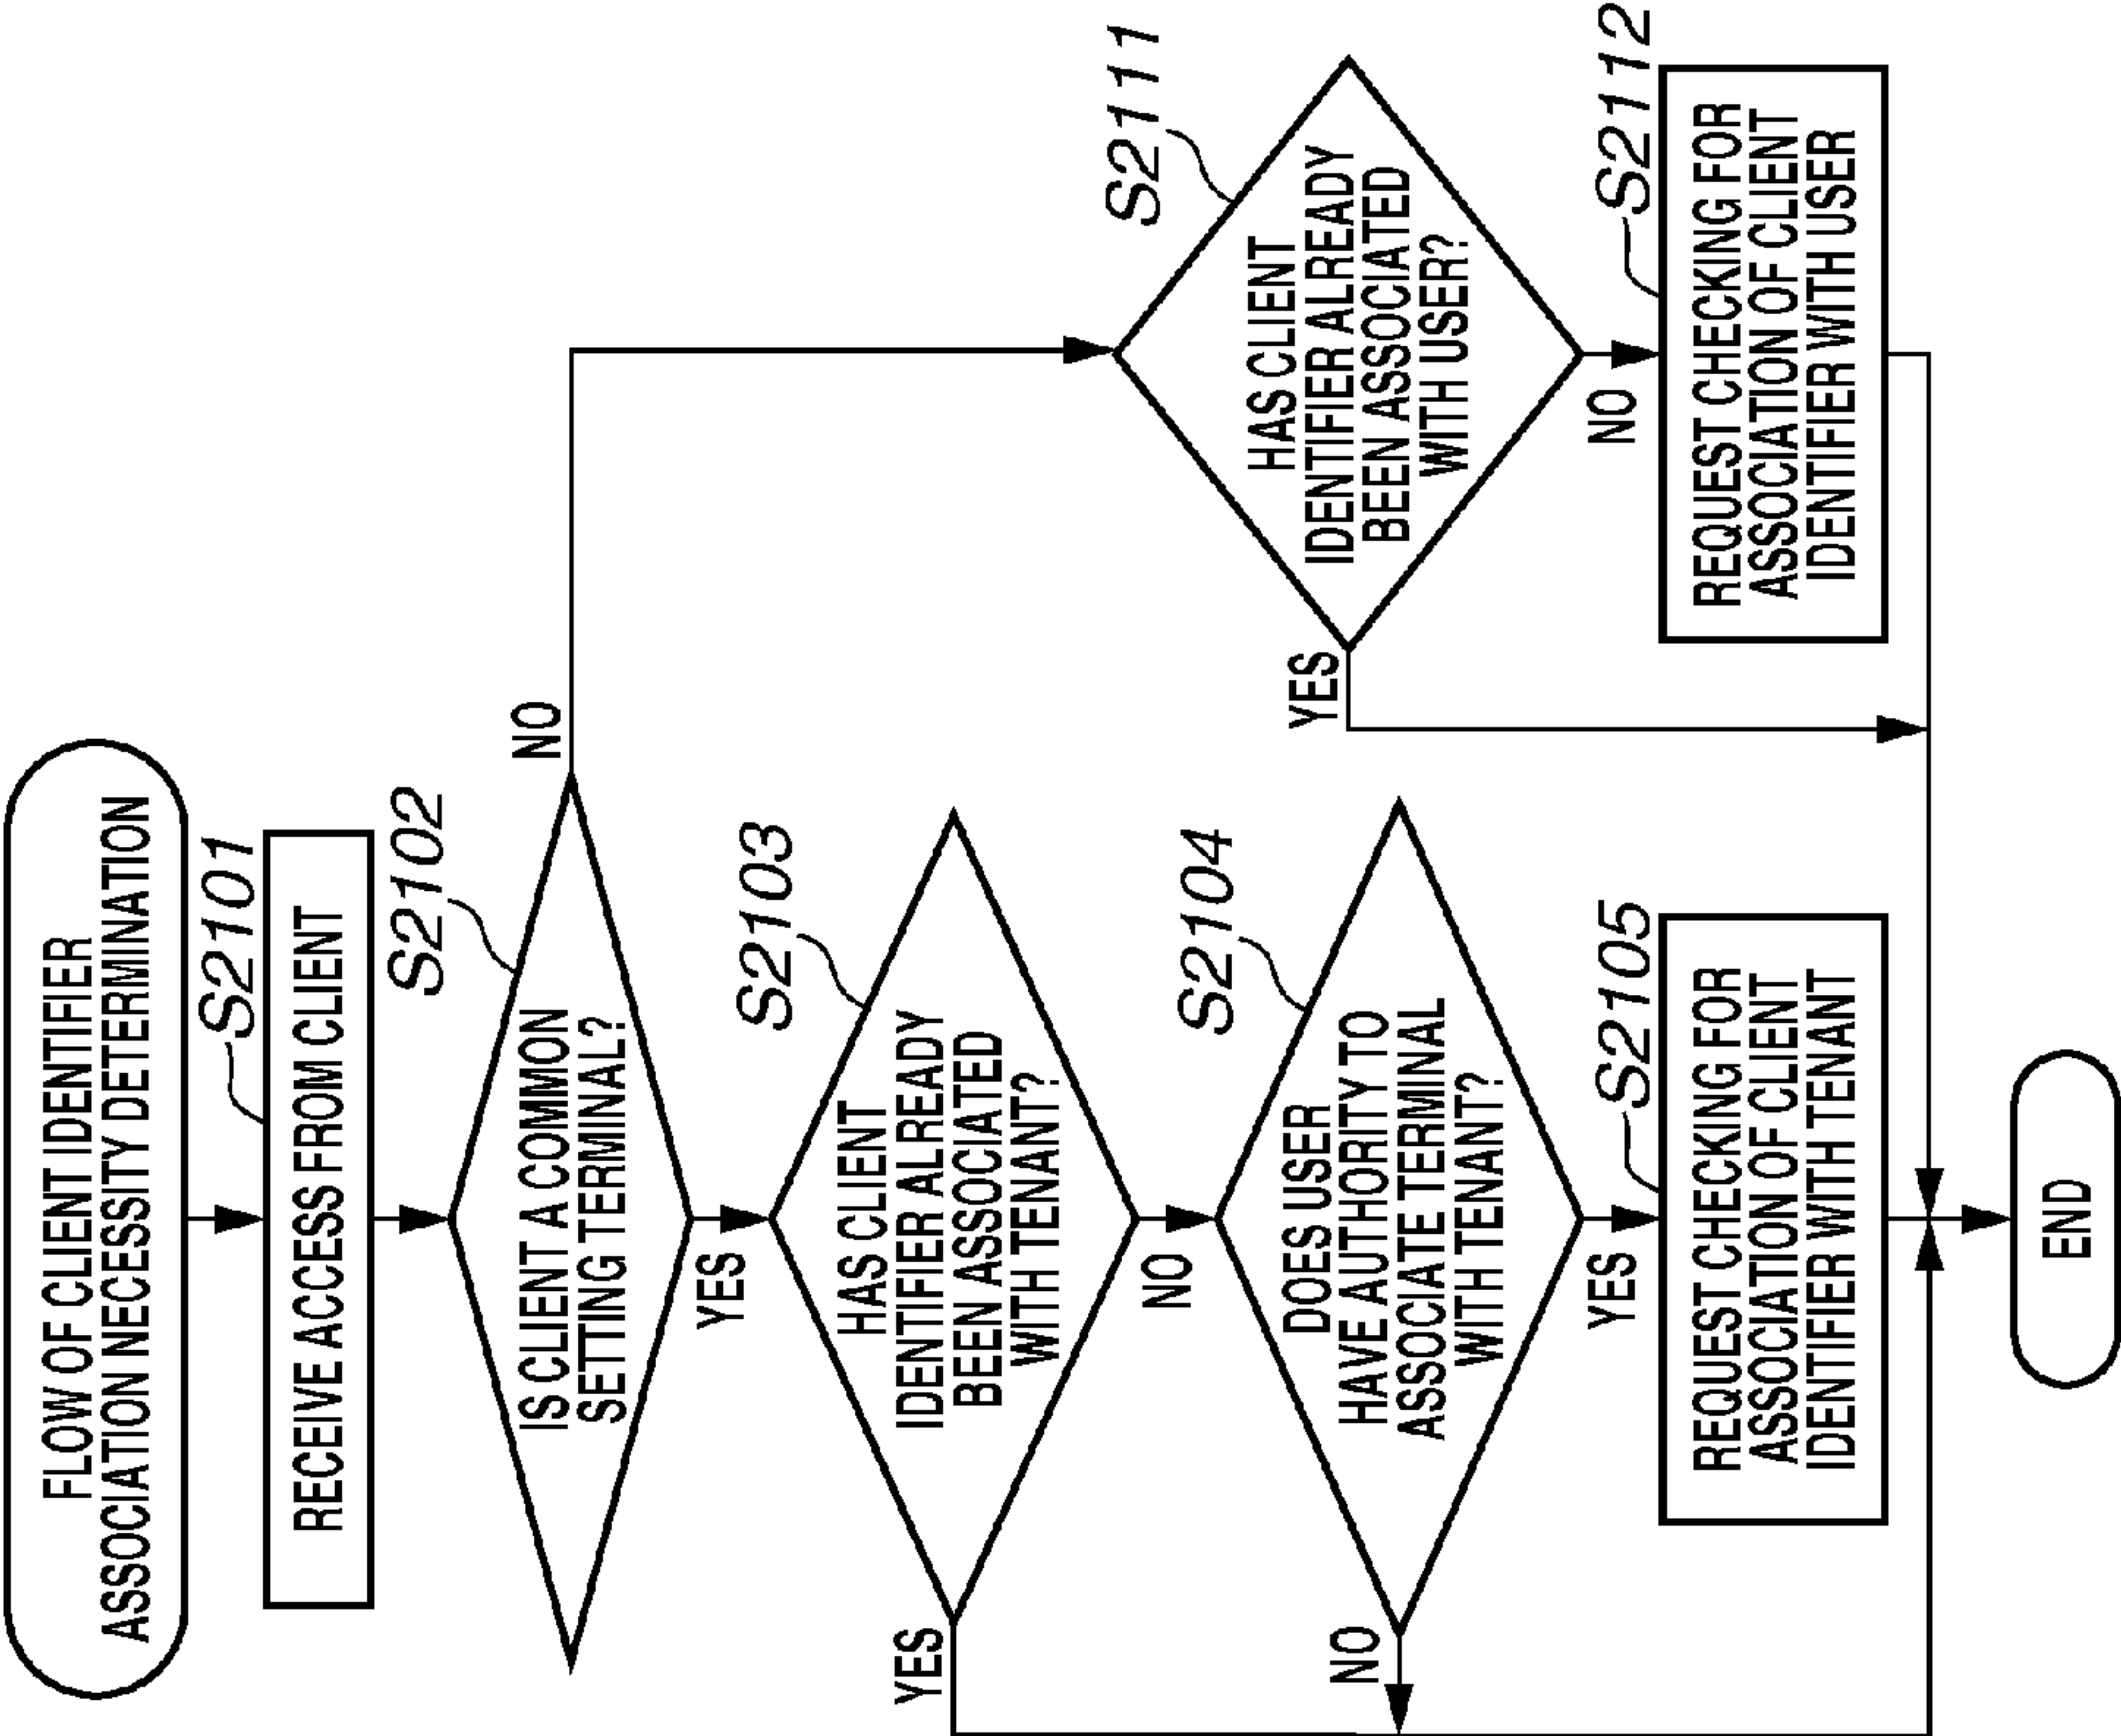 FLOW OF CLIENT IDENTIFIER
ASSOCIATION NECESSITY DETERMINATION
S2101
RECEIVE ACCESS FROM CLIENT
S2102
IS CLIENT A COMMON
SETTING TERMINAL?
NO
YES
S2103
HAS CLIENT
IDENTIFIER ALREADY
BEEN ASSOCIATED
WITH TENANT?
YES
NO
S2104
DOES USER
HAVE AUTHORITY TO
ASSOCIATE TERMINAL
WITH TENANT?
NO
YES
S2105
REQUEST CHECKING FOR
ASSOCIATION OF CLIENT
IDENTIFIER WITH TENANT
S2111
HAS CLIENT
IDENTIFIER ALREADY
BEEN ASSOCIATED
WITH USER?
YES
NO
S2112
REQUEST CHECKING FOR
ASSOCIATION OF CLIENT
IDENTIFIER WITH USER
END